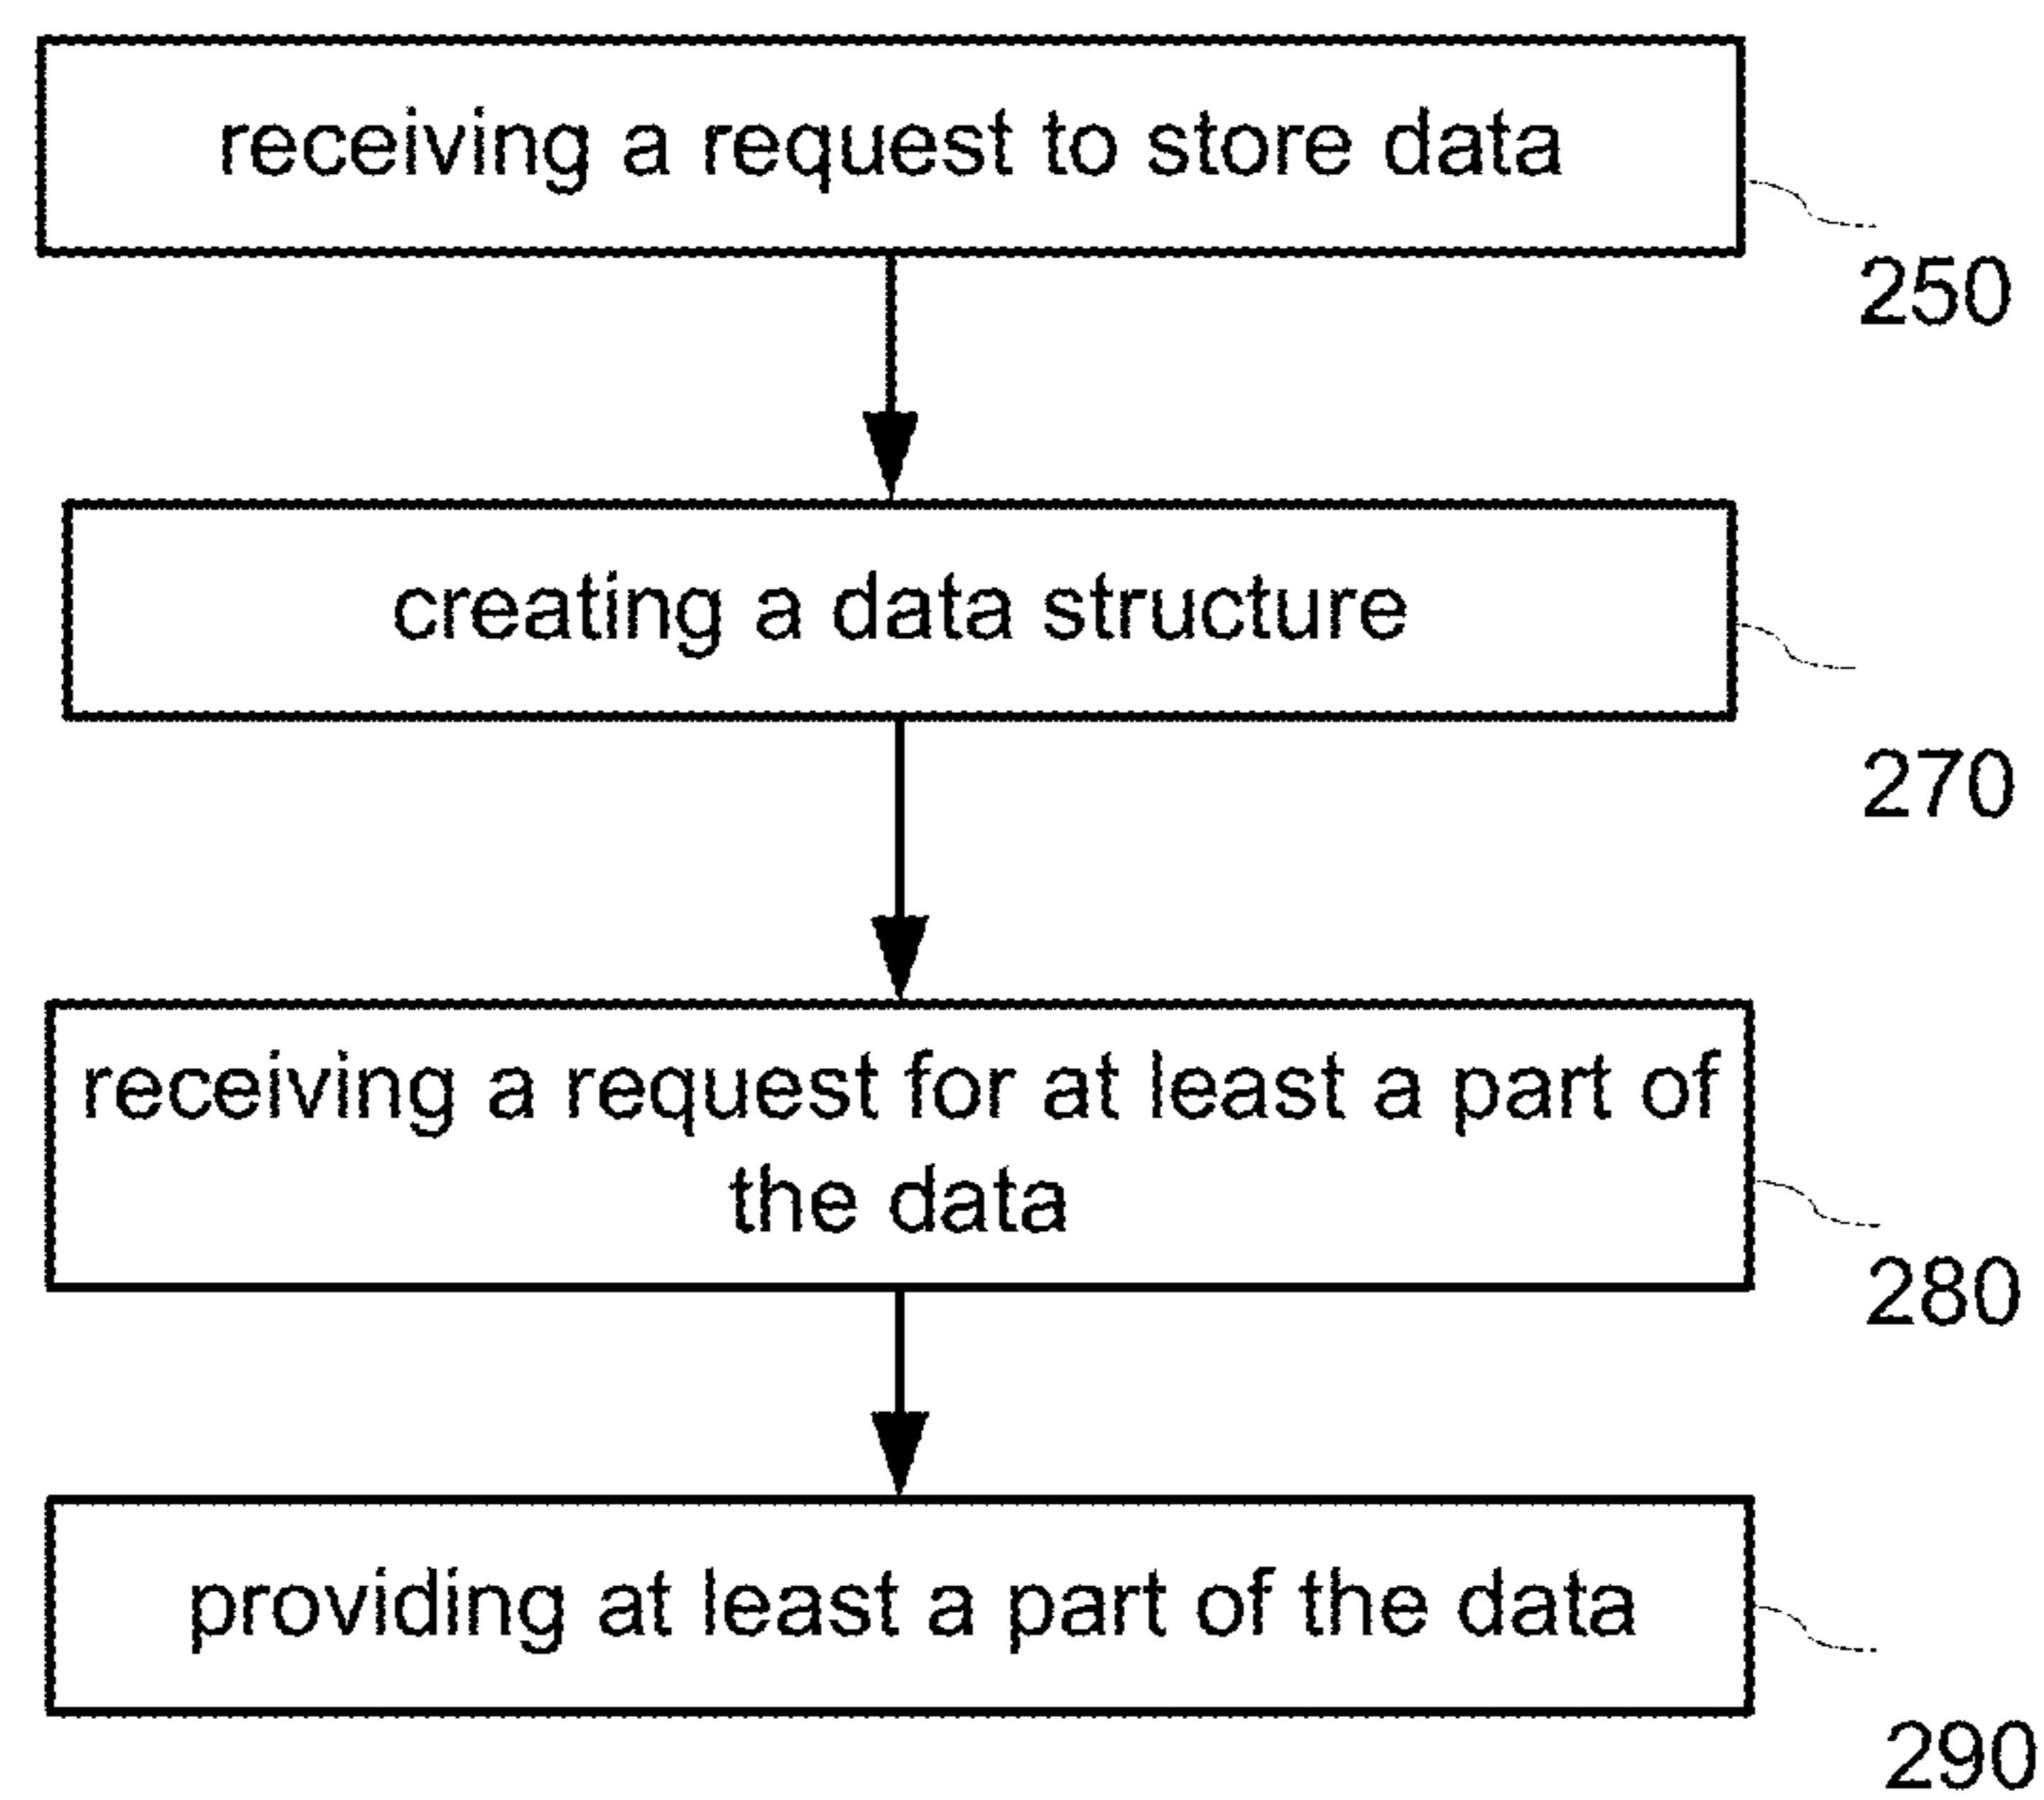 receiving a request to store data
250
creating a data structure
270
receiving a request for at least a part of
the data
280
providing at least a part of the data
290